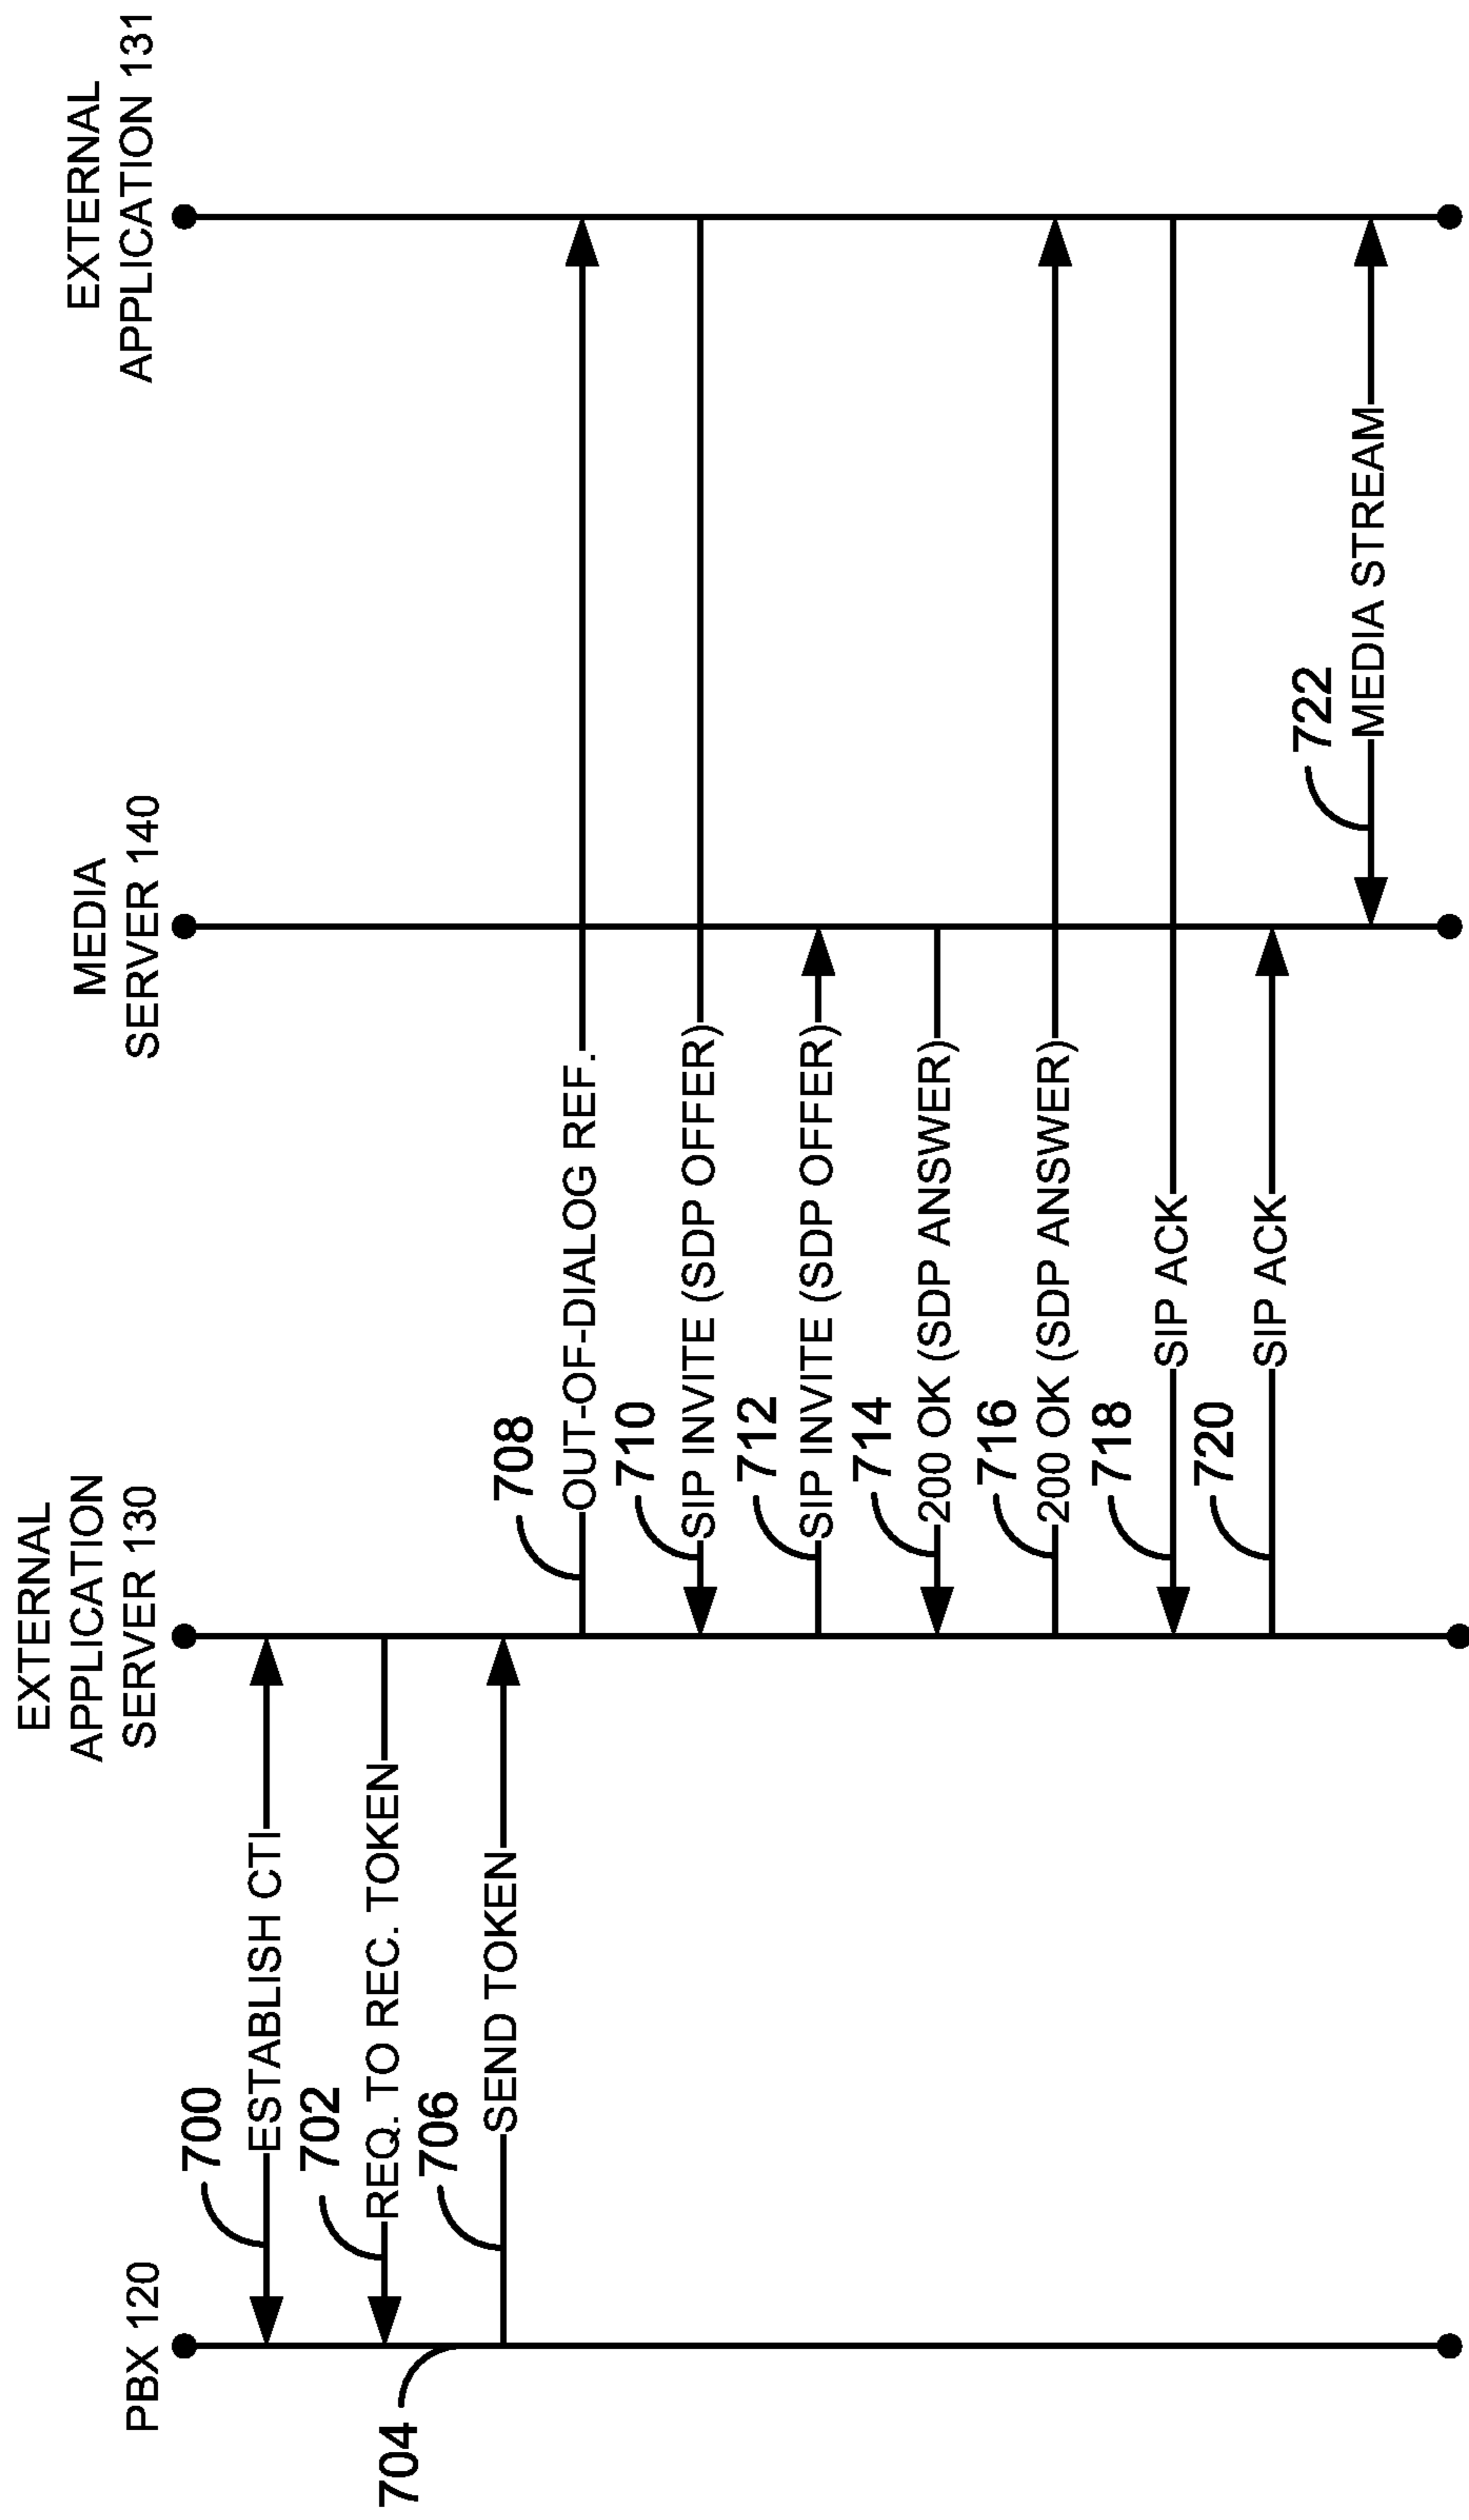 PBX 120
EXTERNAL
APPLICATION
SERVER 130
MEDIA
SERVER 140
EXTERNAL
APPLICATION 131
700
ESTABLISH CTI
702
REQ. TO REC. TOKEN
704
706
SEND TOKEN
708
OUT-OF-DIALOG REF.
710
SIP INVITE (SDP OFFER)
712
SIP INVITE (SDP OFFER)
714
200 OK (SDP ANSWER)
716
200 OK (SDP ANSWER)
718
SIP ACK
720
SIP ACK
722
MEDIA STREAM